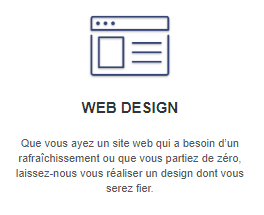 WEB DESIGN
Que vous ayez un site web qui a besoin d'un
rafraîchissement ou que vous partiez de zéro,
laissez-nous vous réaliser un design dont vous
serez fier.